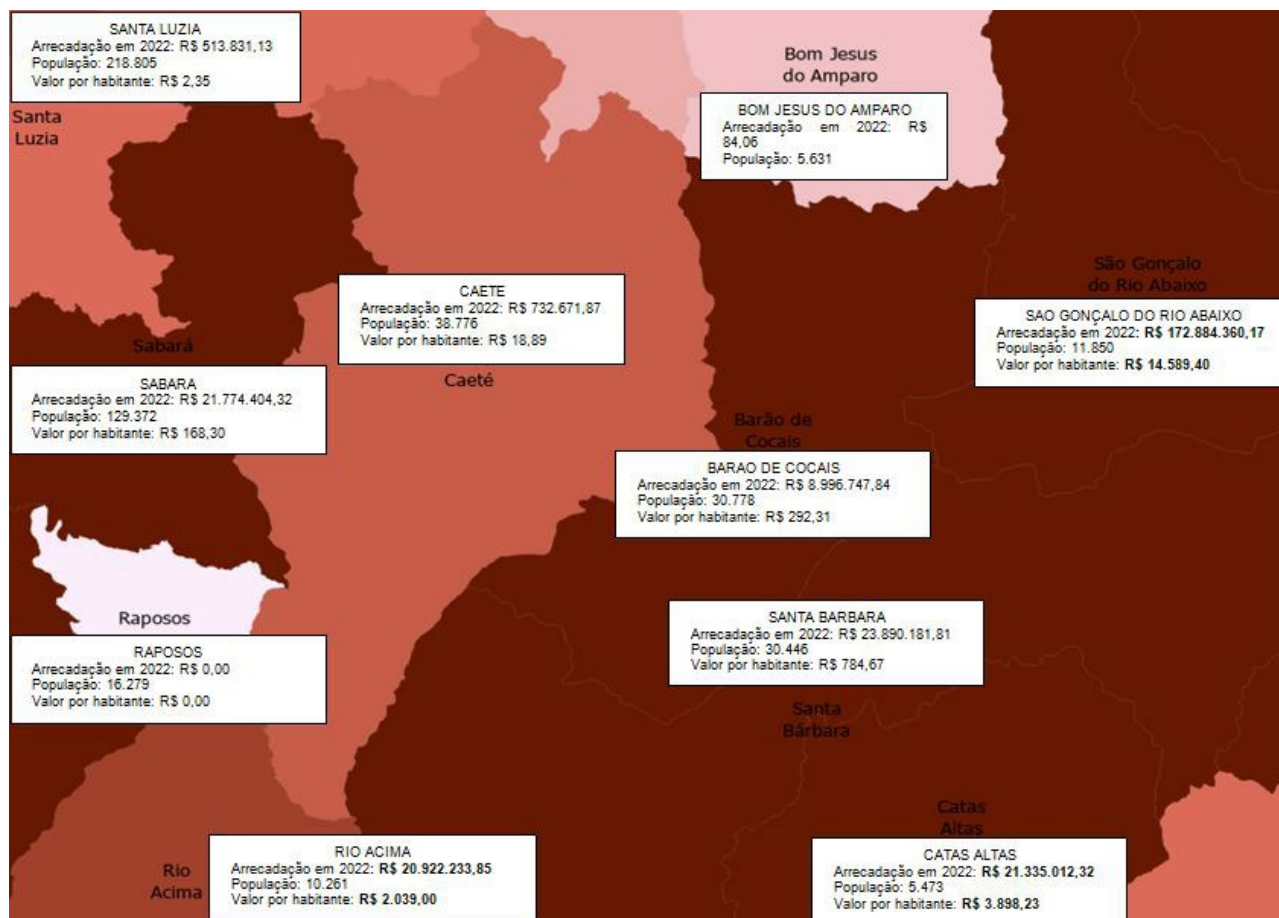 SANTA LUZIA
Arrecadação em 2022: R$ 513.831,13
População: 218.805
Valor por habitante: R$ 2,35
Santa
Luzia
Bom Jesus
do Amparo
BOM JESUS DO AMPARO
Arrecadação em 2022: R$
84,06
População: 5.631
São Gonçalo
do Rio Abaixo
SAO GONÇALO DO RIO ABAIXO
Arrecadação em 2022: R$ 172.884.360,17
População: 11.850
Valor por habitante: R$ 14.589,40
CAETE
Arrecadação em 2022: R$ 732.671,87
População: 38.776
Valor por habitante: R$ 18,89
Caeté
Sabará
SABARA
Arrecadação em 2022: R$ 21.774.404,32
População: 129.372
Valor por habitante: R$ 168,30
Barão de
Cocais
BARAO DE COCAIS
Arrecadação em 2022: R$ 8.996.747,84
População: 30.778
Valor por habitante: R$ 292,31
Raposos
RAPOSOS
Arrecadação em 2022: R$ 0,00
População: 16.279
Valor por habitante: R$ 0,00
SANTA BARBARA
Arrecadação em 2022: R$ 23.890.181,81
População: 30.446
Valor por habitante: R$ 784,67
Santa
Bárbara
Rio
Acima
RIO ACIMA
Arrecadação em 2022: R$ 20.922.233,85
População: 10.261
Valor por habitante: R$ 2.039,00
Catas
Altas
CATAS ALTAS
Arrecadação em 2022: R$ 21.335.012,32
População: 5.473
Valor por habitante: R$ 3.898,23